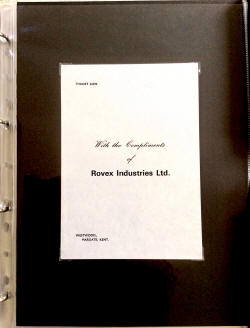 With the Compliments
of
Rovex Industries Ltd.
WESTWOOD,
MARGATE, KENT.